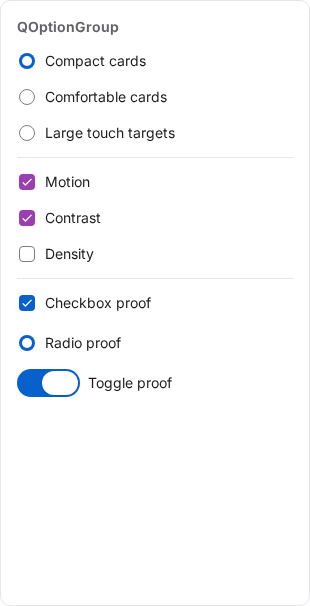 QOptionGroup
Compact cards
Comfortable cards
Large touch targets
Motion
Contrast
Density
Checkbox proof
Radio proof
Toggle proof